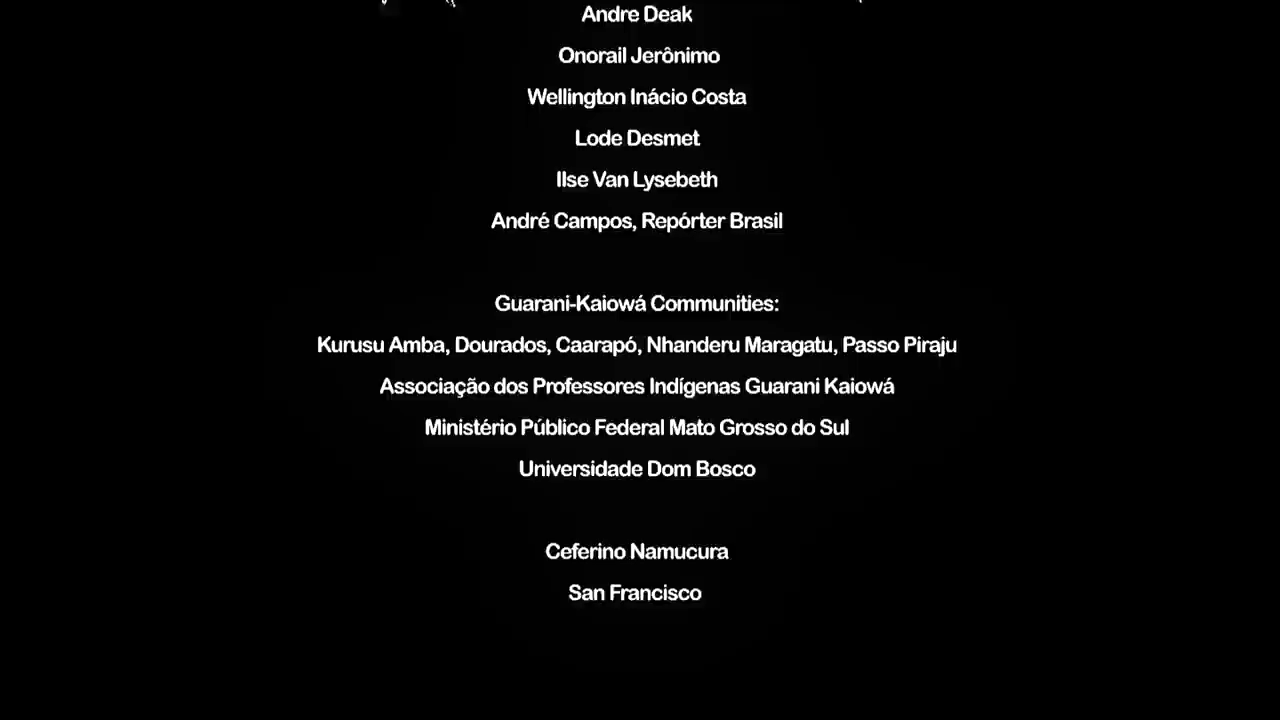 Andre Deak
Onorail Jerônimo
Wellington Inácio Costa
Lode Desmet
Ilse Van Lysebeth
André Campos, Repórter Brasil
Guarani-Kaiowá Communities:
Kurusu Amba, Dourados, Caarapó, Nhanderu Maragatu, Passo Piraju
Associação dos Professores Indígenas Guarani Kaiowá
Ministério Público Federal Mato Grosso do Sul
Universidade Dom Bosco
Ceferino Namucura
San Francisco